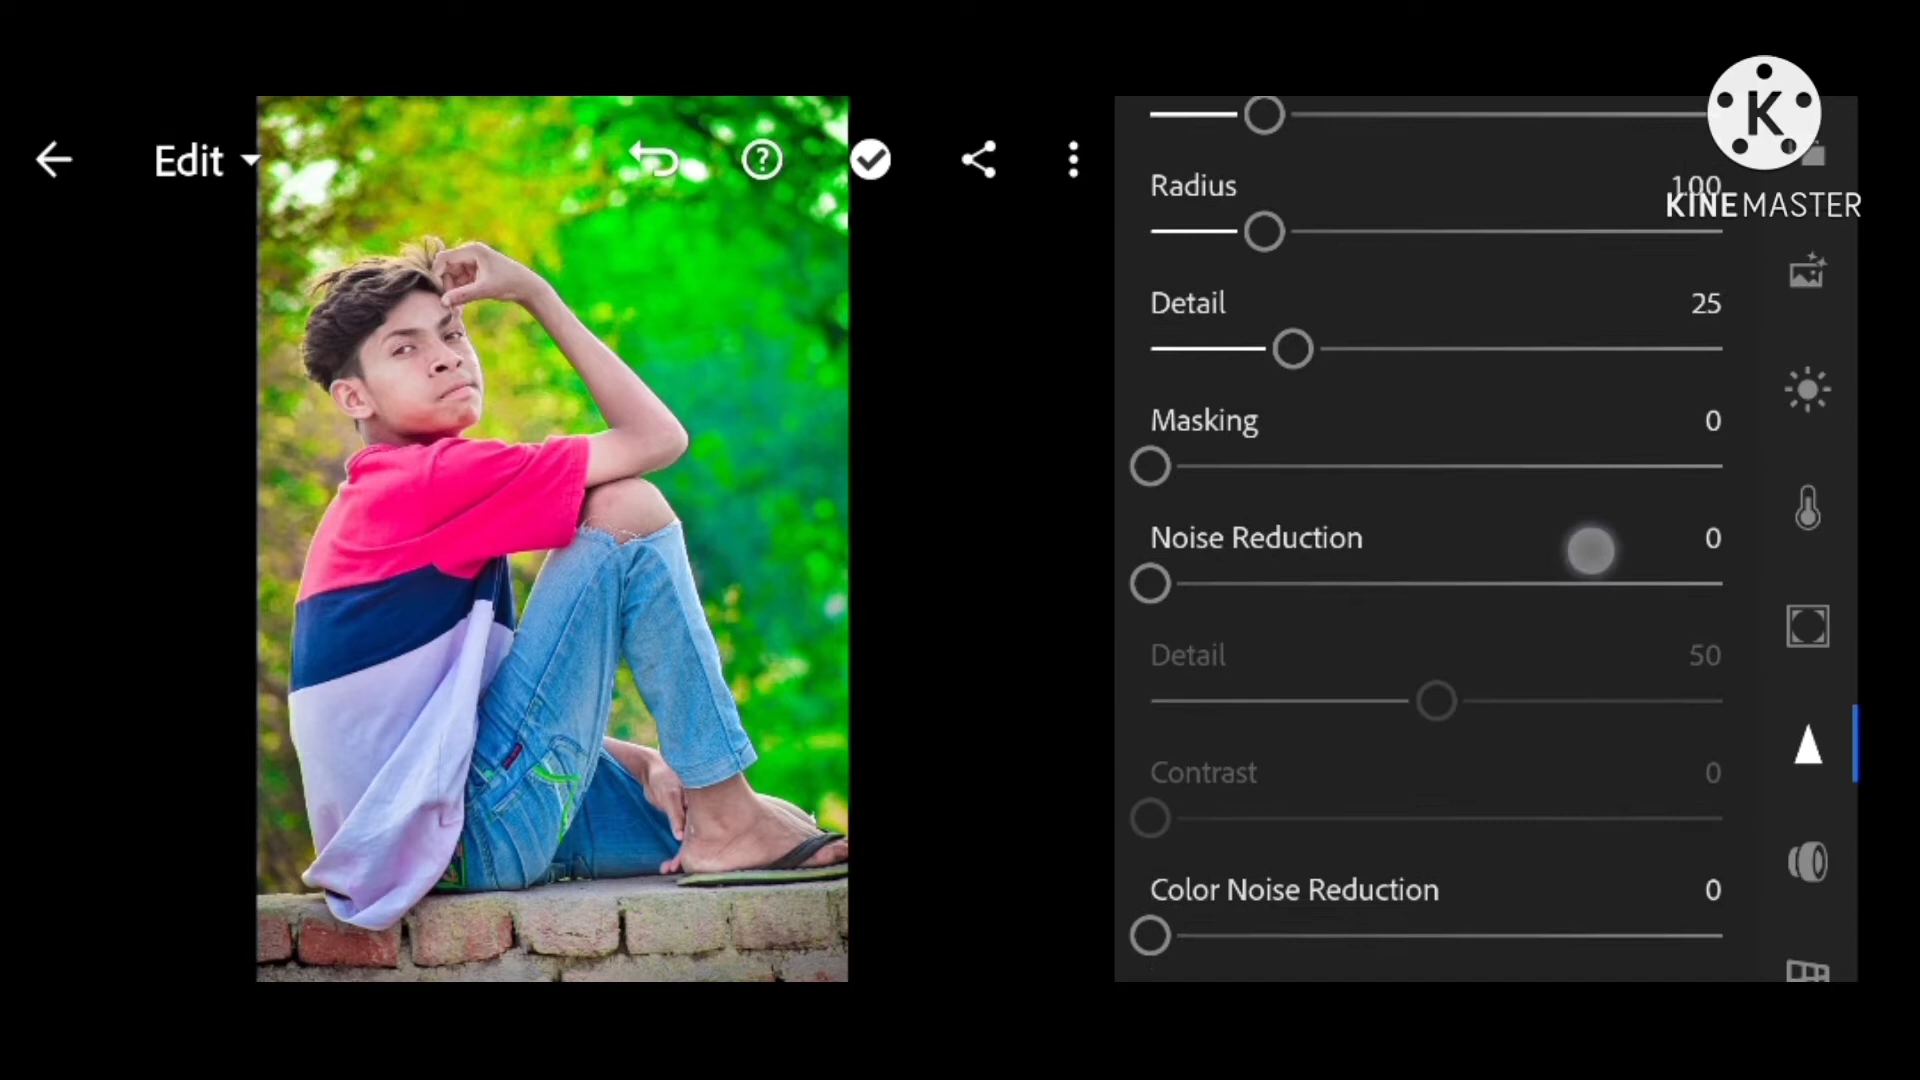 Edit
K
KINEMASTER
Radius 100
Detail 25
Masking 0
Noise Reduction 0
Detail 50
Contrast 0
Color Noise Reduction 0